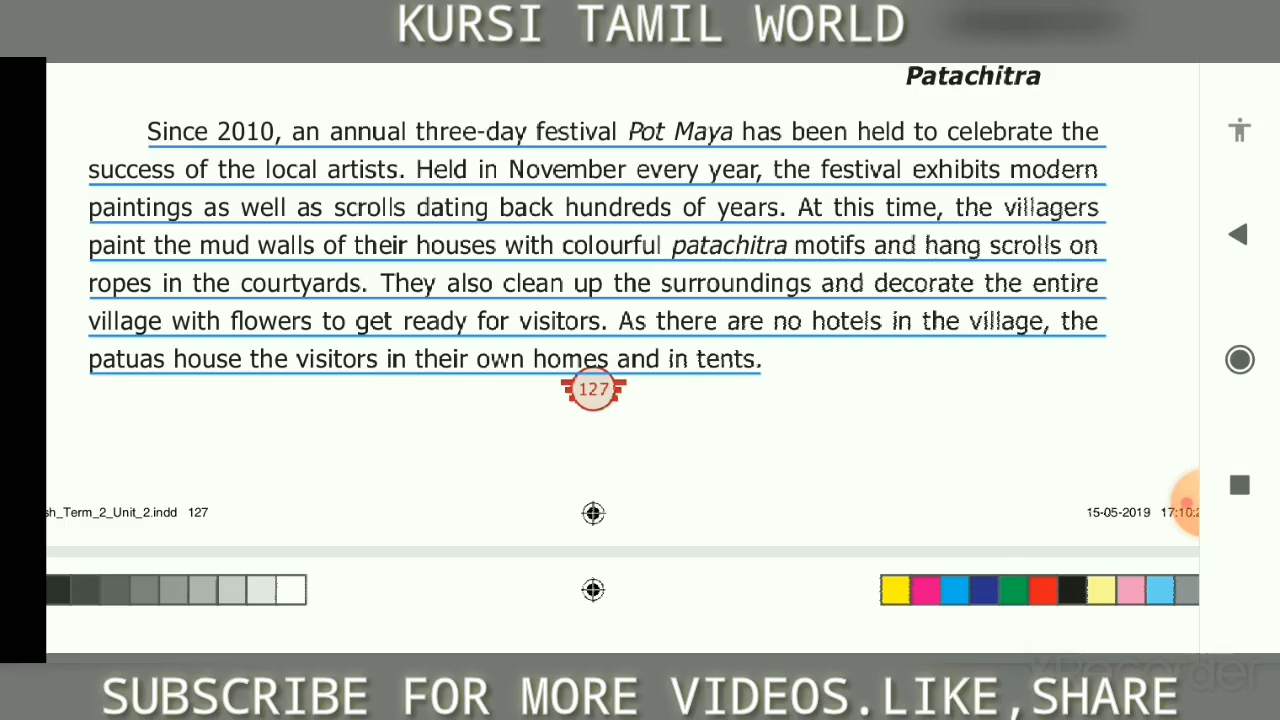 KURSI TAMIL WORLD
Patachitra
Since 2010, an annual three-day festival Pot Maya has been held to celebrate the
success of the local artists. Held in November every year, the festival exhibits modern
paintings as well as scrolls dating back hundreds of years. At this time, the villagers
paint the mud walls of their houses with colourful patachitra motifs and hang scrolls on
ropes in the courtyards. They also clean up the surroundings and decorate the entire
village with flowers to get ready for visitors. As there are no hotels in the village, the
patuas house the visitors in their own homes and in tents.
127
sh_Term_2_Unit_2.indd 127
15-05-2019 17:10:2
SUBSCRIBE FOR MORE VIDEOS.LIKE,SHARE